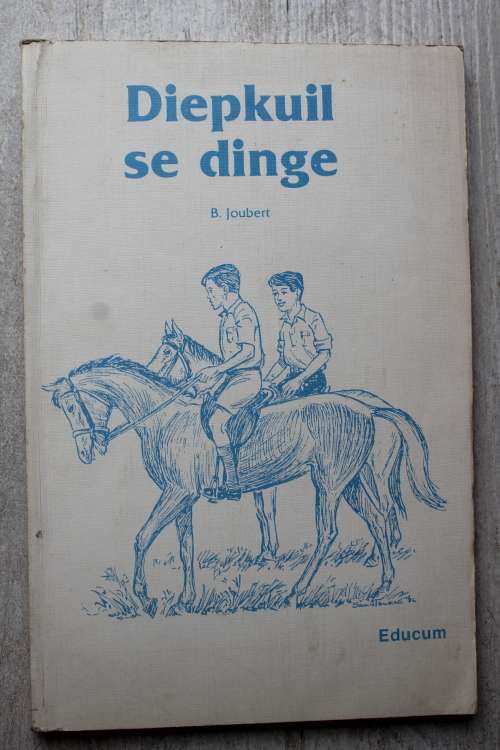 Diepkuil
se dinge
B. Joubert
Educum